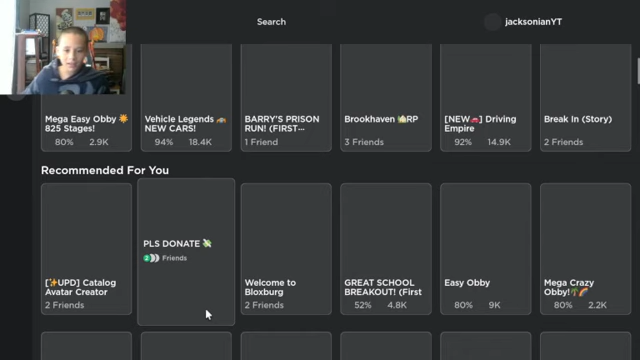 Search
jacksonianYT
Mega Easy Obby ☀️
825 Stages!
80% 2.9K
Vehicle Legends 🚗
NEW CARS!
94% 18.4K
BARRY'S PRISON
RUN! (FIRST...
1 Friend
Brookhaven 🏡RP
3 Friends
[NEW🚗] Driving
Empire
92% 14.9K
Break In (Story)
2 Friends
Recommended For You
[✨UPD] Catalog
Avatar Creator
2 Friends
PLS DONATE 💸
2 Friends
Welcome to
Bloxburg
2 Friends
GREAT SCHOOL
BREAKOUT! (First
52% 4.8K
Easy Obby
80% 9K
Mega Crazy
Obby!🌴🌈
80% 2.2K